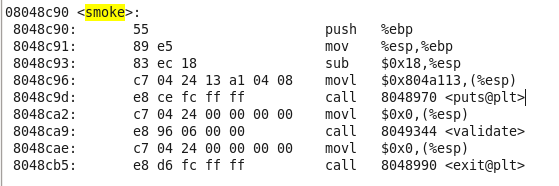 08048c90 <smoke>:
8048c90: 55 push %ebp
8048c91: 89 e5 mov %esp,%ebp
8048c93: 83 ec 18 sub $0x18,%esp
8048c96: c7 04 24 13 a1 04 08 movl $0x804a113,(%esp)
8048c9d: e8 ce fc ff ff call 8048970 <puts@plt>
8048ca2: c7 04 24 00 00 00 00 movl $0x0,(%esp)
8048ca9: e8 96 06 00 00 call 8049344 <validate>
8048cae: c7 04 24 00 00 00 00 movl $0x0,(%esp)
8048cb5: e8 d6 fc ff ff call 8048990 <exit@plt>